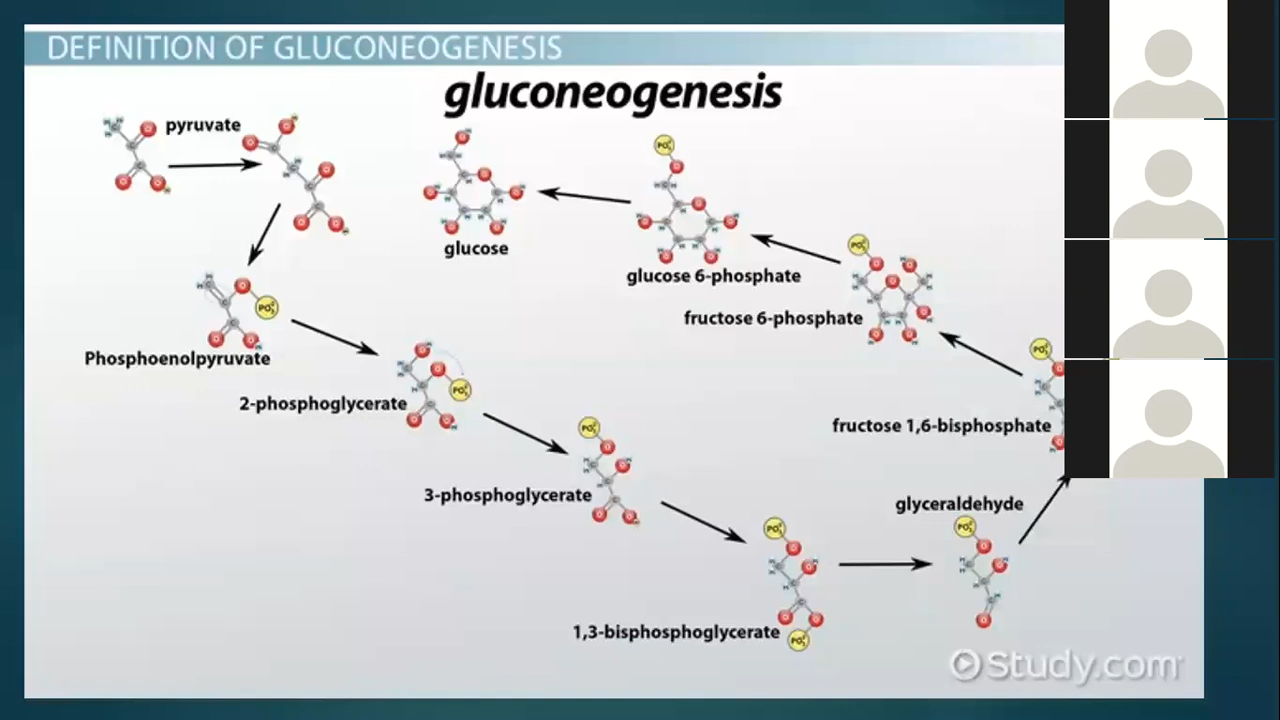 DEFINITION OF GLUCONEOGENESIS
gluconeogenesis
pyruvate
glucose
glucose 6-phosphate
fructose 6-phosphate
Phosphoenolpyruvate
2-phosphoglycerate
fructose 1,6-bisphosphate
3-phosphoglycerate
glyceraldehyde
1,3-bisphosphoglycerate
Study.com